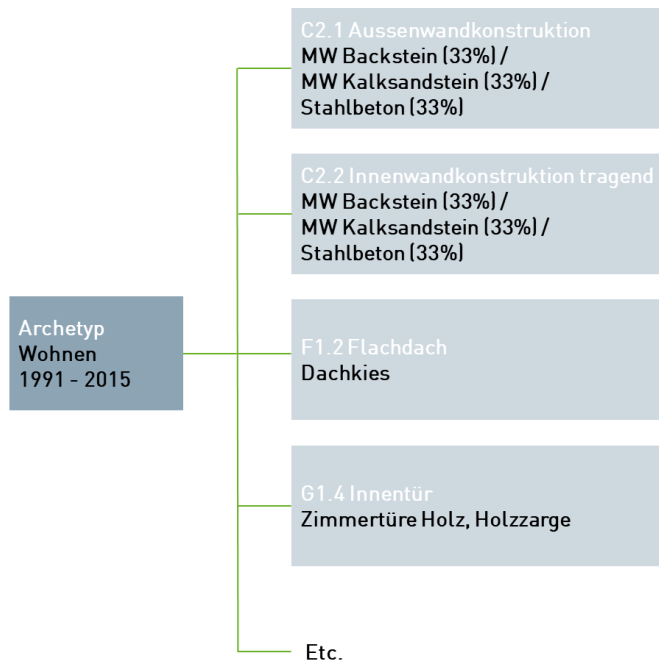 C2.1 Aussenwandkonstruktion
MW Backstein (33%) /
MW Kalksandstein (33%) /
Stahlbeton (33%)
C2.2 Innenwandkonstruktion tragend
MW Backstein (33%) /
MW Kalksandstein (33%) /
Stahlbeton (33%)
Archetyp
Wohnen
1991 - 2015
F1.2 Flachdach
Dachkies
G1.4 Innentür
Zimmertüre Holz, Holzzarge
Etc.